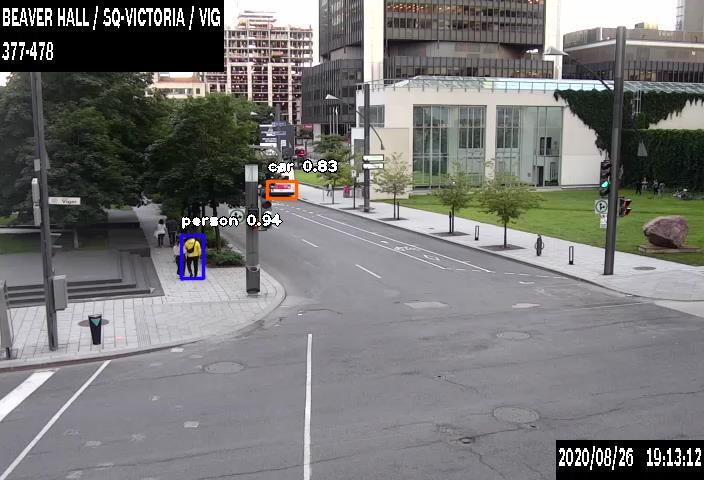 BEAVER HALL / SQ-VICTORIA / VIG
377-478
car 0.83
person 0.94
Viger
2020/08/26 19:13:12